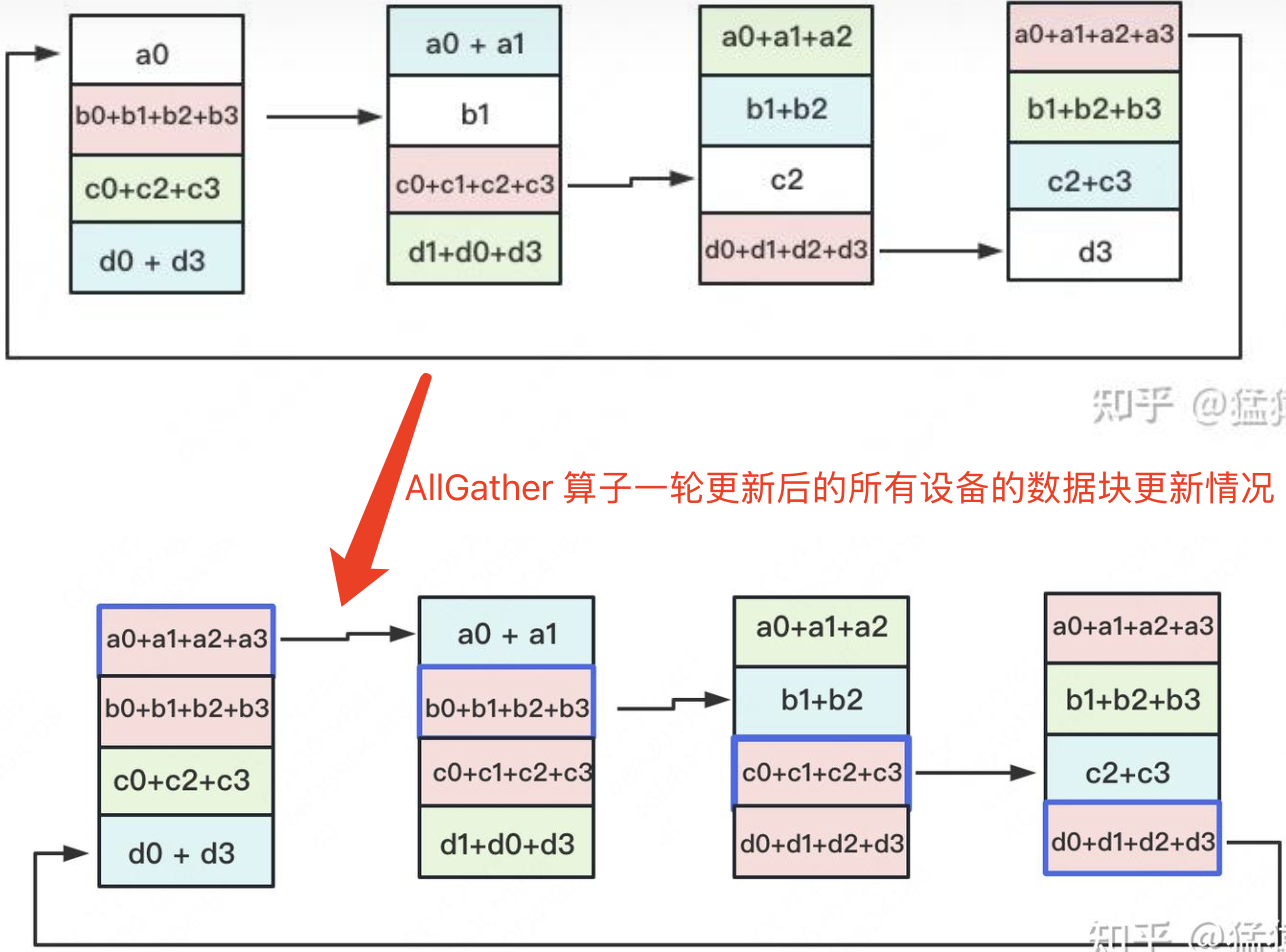 a0
b0+b1+b2+b3
c0+c2+c3
d0 + d3
a0 + a1
b1
c0+c1+c2+c3
d1+d0+d3
a0+a1+a2
b1+b2
c2
d0+d1+d2+d3
a0+a1+a2+a3
b1+b2+b3
c2+c3
d3
知乎 @猛
AllGather 算子一轮更新后的所有设备的数据块更新情况
a0+a1+a2+a3
b0+b1+b2+b3
c0+c2+c3
d0 + d3
a0 + a1
b0+b1+b2+b3
c0+c1+c2+c3
d1+d0+d3
a0+a1+a2
b1+b2
c0+c1+c2+c3
d0+d1+d2+d3
a0+a1+a2+a3
b1+b2+b3
c2+c3
d0+d1+d2+d3
知乎 @猛